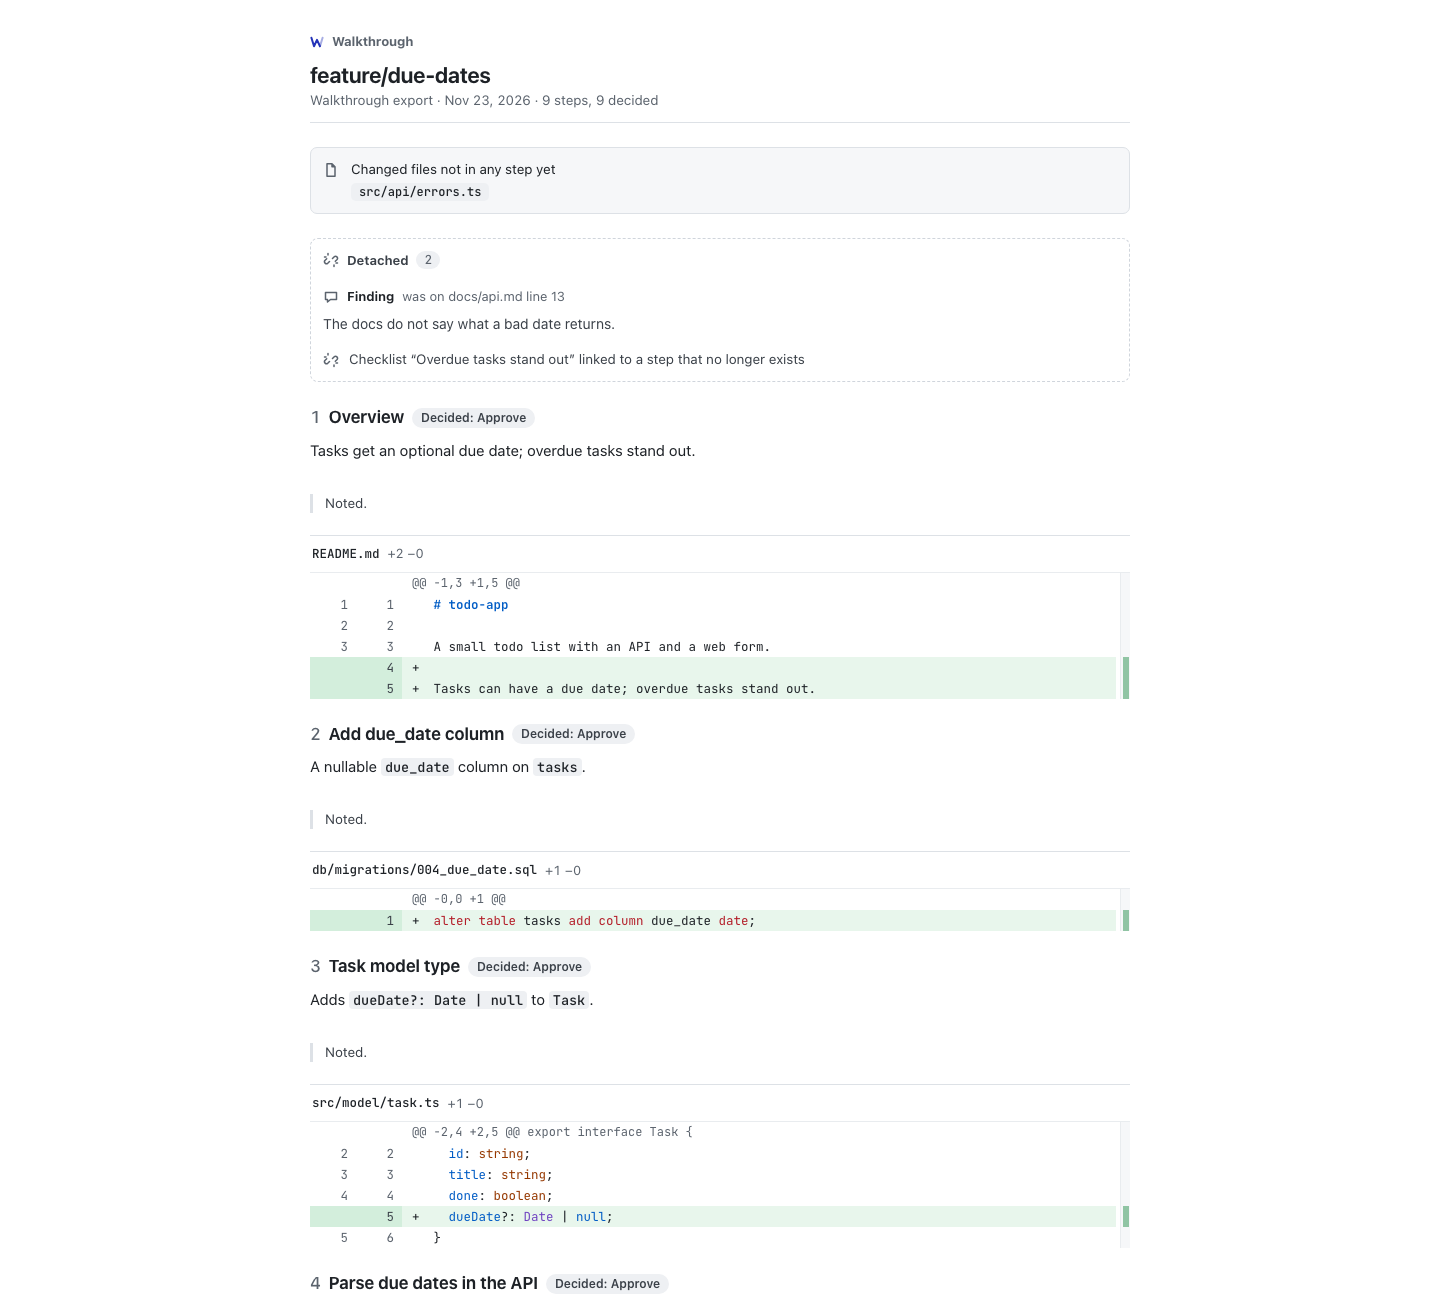 Walkthrough
feature/due-dates
Walkthrough export · Nov 23, 2026 · 9 steps, 9 decided
Changed files not in any step yet
src/api/errors.ts
Detached 2
Finding was on docs/api.md line 13
The docs do not say what a bad date returns.
Checklist “Overdue tasks stand out” linked to a step that no longer exists
1 Overview Decided: Approve
Tasks get an optional due date; overdue tasks stand out.
Noted.
README.md +2 −0
@@ -1,3 +1,5 @@
1 1 # todo-app
2 2
3 3 A small todo list with an API and a web form.
4 +
5 + Tasks can have a due date; overdue tasks stand out.
2 Add due_date column Decided: Approve
A nullable due_date column on tasks.
Noted.
db/migrations/004_due_date.sql +1 −0
@@ -0,0 +1 @@
1 + alter table tasks add column due_date date;
3 Task model type Decided: Approve
Adds dueDate?: Date | null to Task.
Noted.
src/model/task.ts +1 −0
@@ -2,4 +2,5 @@ export interface Task {
2 2 id: string;
3 3 title: string;
4 4 done: boolean;
5 + dueDate?: Date | null;
5 6 }
4 Parse due dates in the API Decided: Approve